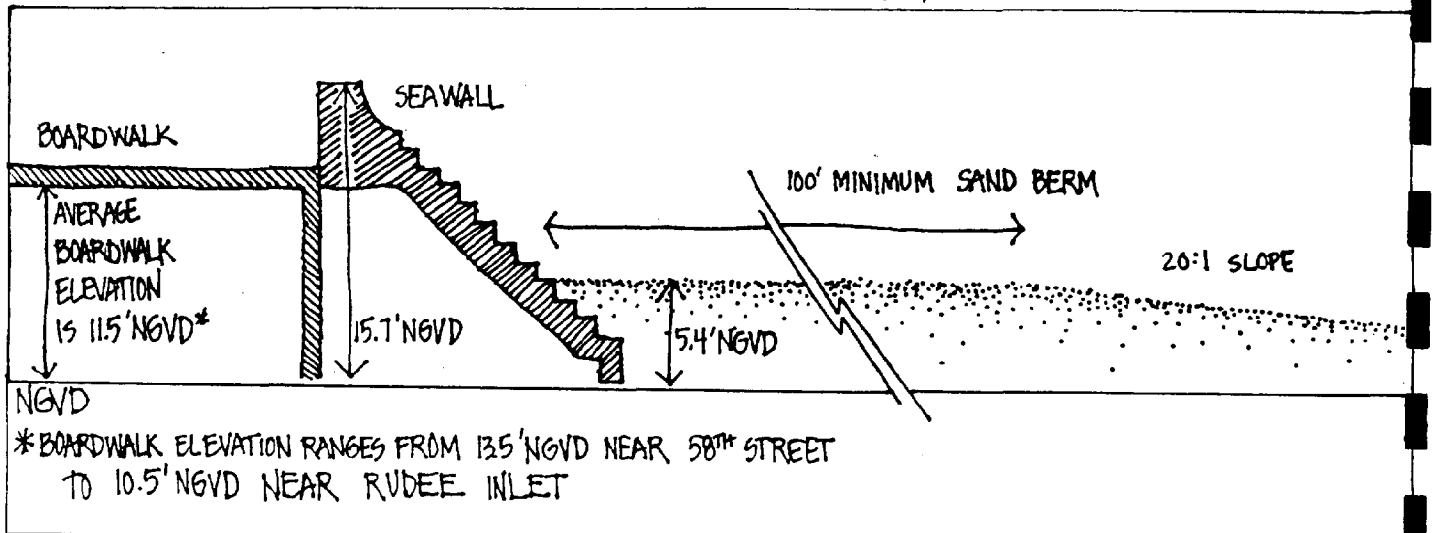 SEAWALL
BOARDWALK
100' MINIMUM SAND BERM
AVERAGE
BOARDWALK
ELEVATION
IS 11.5' NGVD*
20:1 SLOPE
15.7' NGVD
5.4' NGVD
NGVD
* BOARDWALK ELEVATION RANGES FROM 13.5' NGVD NEAR 58TH STREET
TO 10.5' NGVD NEAR RUDEE INLET